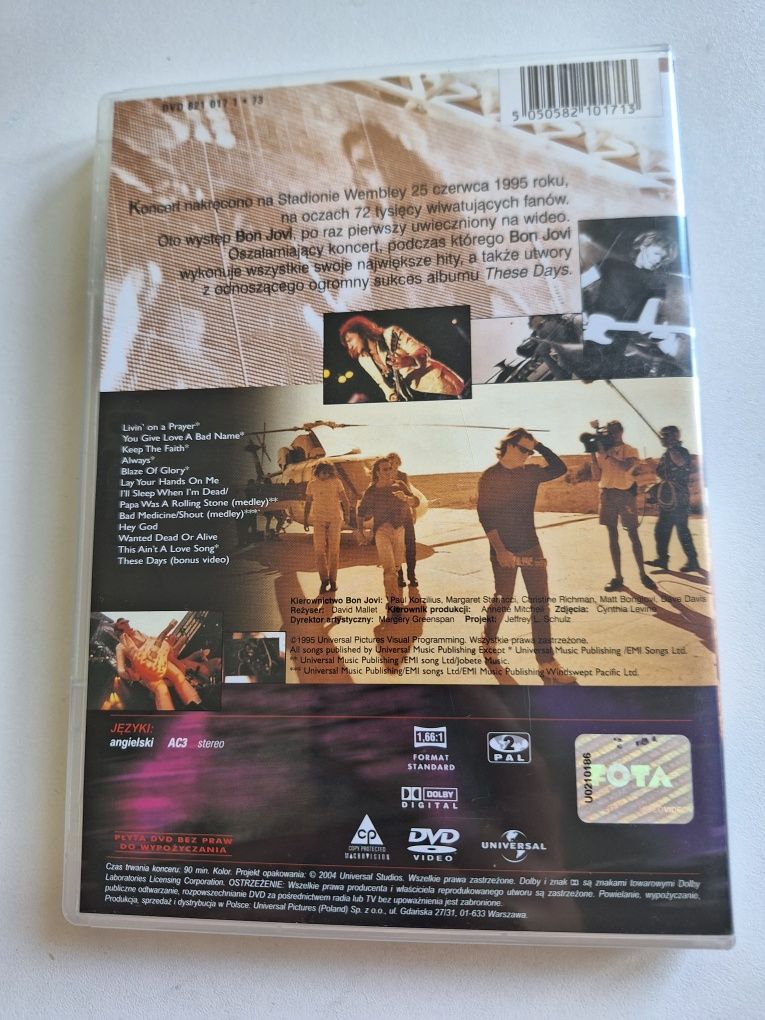 DVD 821 017 1 • 73
5 050582 101713
Koncert nakręcono na Stadionie Wembley 25 czerwca 1995 roku,
na oczach 72 tysięcy wiwatujących fanów.
Oto występ Bon Jovi, po raz pierwszy uwieczniony na wideo.
Oszałamiający koncert, podczas którego Bon Jovi
wykonuje wszystkie swoje największe hity, a także utwory
z odnoszącego ogromny sukces albumu These Days.
Livin' on a Prayer*
You Give Love A Bad Name*
Keep The Faith*
Always*
Blaze Of Glory*
Lay Your Hands On Me
I'll Sleep When I'm Dead/
Papa Was A Rolling Stone (medley)**
Bad Medicine/Shout (medley)***
Hey God
Wanted Dead Or Alive
This Ain't A Love Song*
These Days (bonus video)
Kierownictwo Bon Jovi: Paul Korzilius, Margaret Sterlacci, Christine Richman, Matt Bongiovi, Dave Davis
Reżyser: David Mallet Kierownik produkcji: Annette Mitchell Zdjęcia: Cynthia Levine
Dyrektor artystyczny: Margery Greenspan Projekt: Jeffrey L. Schulz
©1995 Universal Pictures Visual Programming. Wszystkie prawa zastrzeżone.
All songs published by Universal Music Publishing Except * Universal Music Publishing /EMI Songs Ltd.
** Universal Music Publishing/EMI song Ltd/Jobete Music.
*** Universal Music Publishing/EMI songs Ltd/EMI Music Publishing Windswept Pacific Ltd.
JĘZYKI:
angielski AC3 stereo
1,66:1
FORMAT
STANDARD
2
PAL
DOLBY
DIGITAL
U0210186
FOTA
PŁYTA DVD BEZ PRAW
DO WYPOŻYCZANIA
CP
COPY PROTECTED
MACROVISION
DVD
VIDEO
UNIVERSAL
Czas trwania konceru: 90 min. Kolor. Projekt opakowania: © 2004 Universal Studios. Wszelkie prawa zastrzeżone. Dolby i znak są znakami towarowymi Dolby
Laboratories Licensing Corporation. OSTRZEŻENIE: Wszelkie prawa producenta i właściciela reprodukowanego utworu są zastrzeżone. Powielanie, wypożyczanie,
publiczne odtwarzanie, rozpowszechnianie DVD za pośrednictwem radia lub TV bez upoważnienia jest zabronione.
Produkcja, sprzedaż i dystrybucja w Polsce: Universal Pictures (Poland) Sp. z o.o., ul. Gdańska 27/31, 01-633 Warszawa.